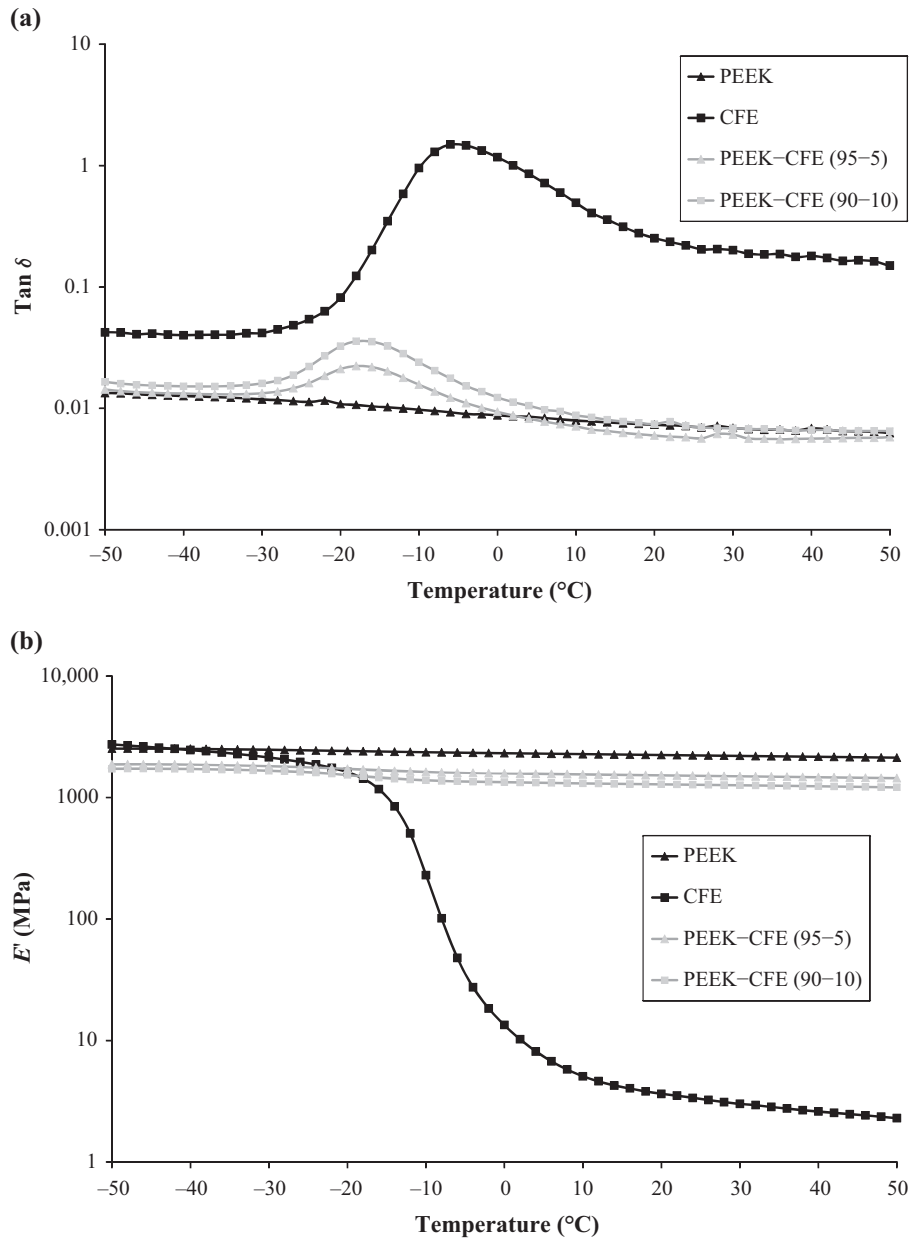 (a)
10
1
0.1
0.01
0.001
Tan δ
–50 –40 –30 –20 –10 0 10 20 30 40 50
Temperature (°C)
PEEK
CFE
PEEK–CFE (95–5)
PEEK–CFE (90–10)
(b)
10,000
1000
100
10
1
E' (MPa)
–50 –40 –30 –20 –10 0 10 20 30 40 50
Temperature (°C)
PEEK
CFE
PEEK–CFE (95–5)
PEEK–CFE (90–10)